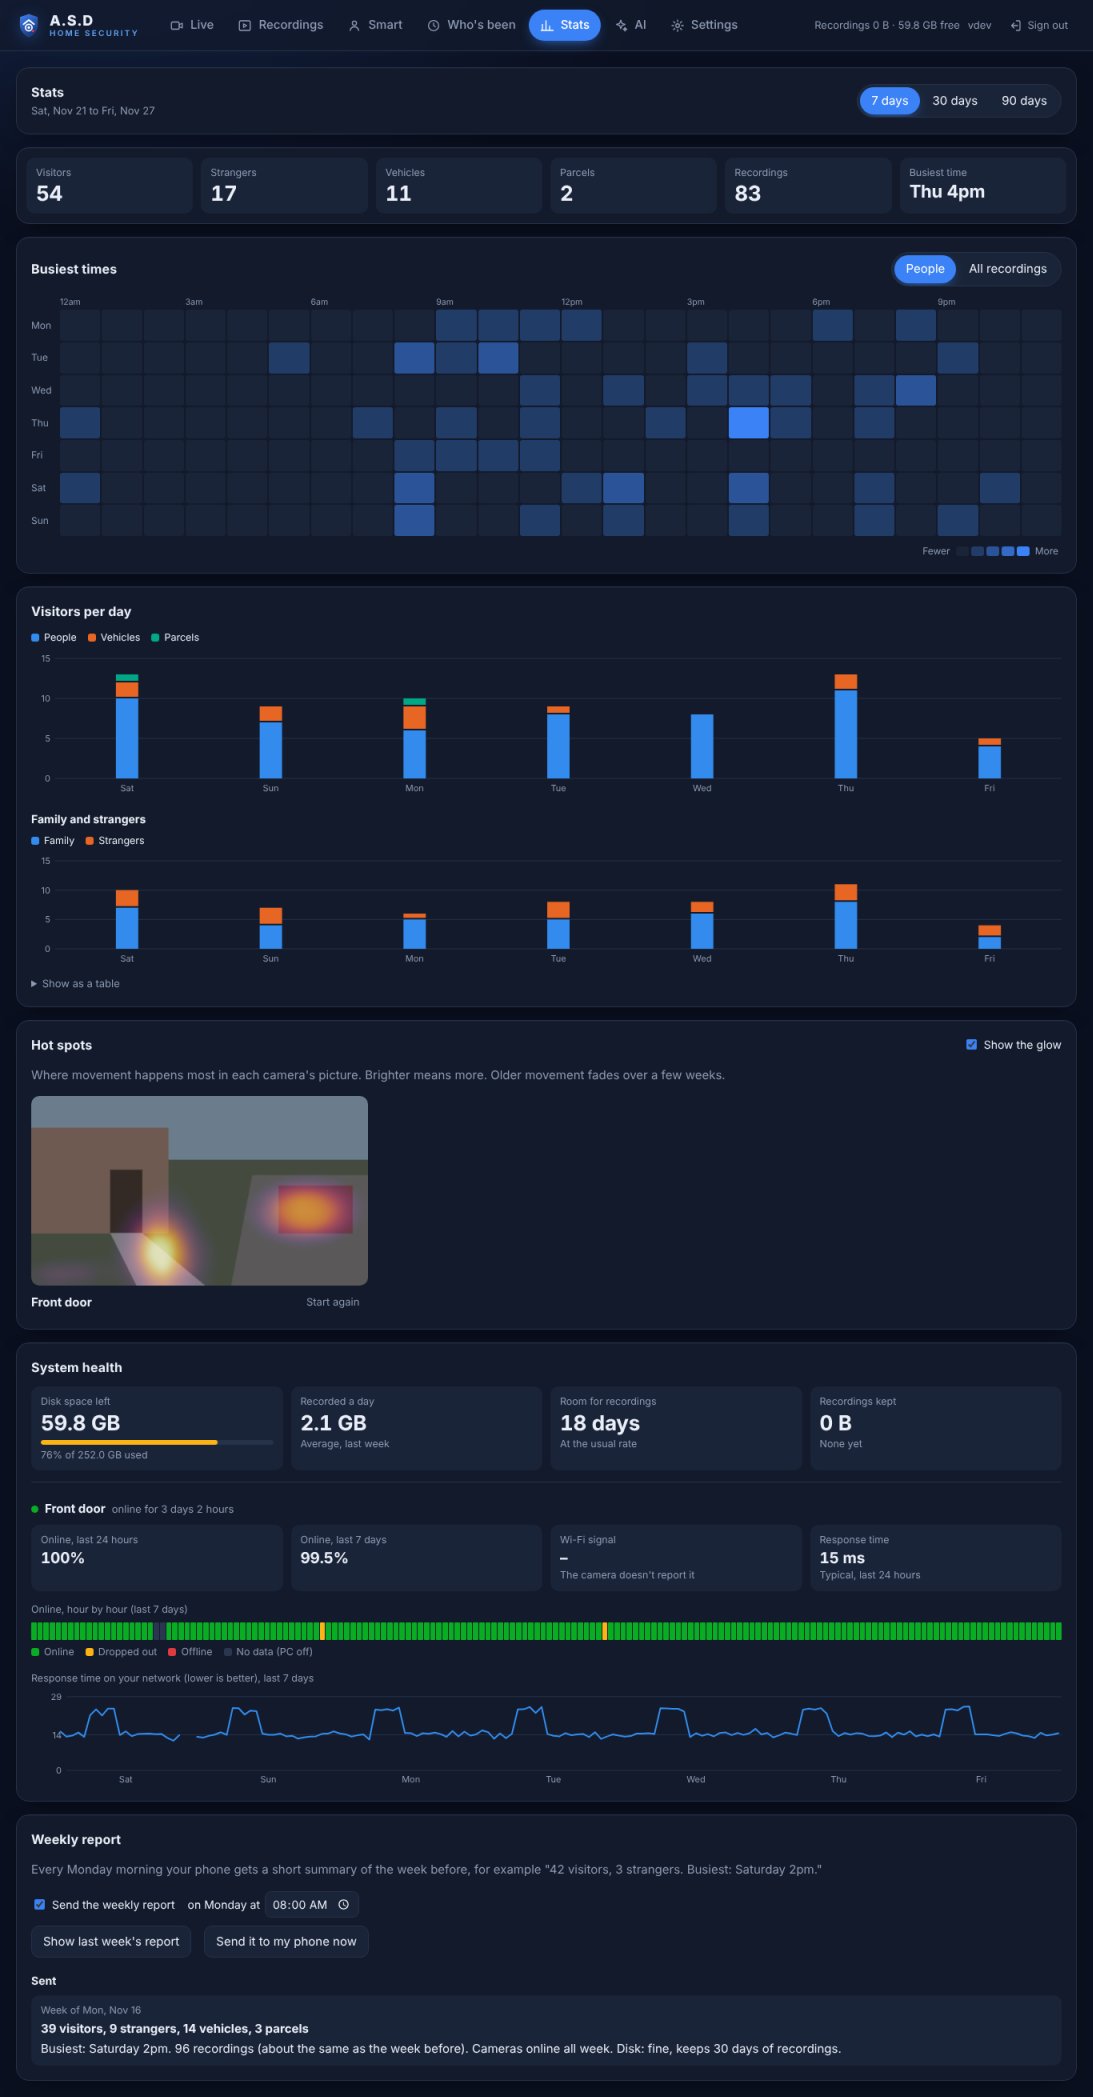 A.S.D
HOME SECURITY
Live
Recordings
Smart
Who's been
Stats
AI
Settings
Recordings 0 B · 59.8 GB free vdev
Sign out
Stats
Sat, Nov 21 to Fri, Nov 27
7 days
30 days
90 days
Visitors
54
Strangers
17
Vehicles
11
Parcels
2
Recordings
83
Busiest time
Thu 4pm
Busiest times
People
All recordings
12am 3am 6am 9am 12pm 3pm 6pm 9pm
Mon
Tue
Wed
Thu
Fri
Sat
Sun
Fewer
More
Visitors per day
People Vehicles Parcels
15
10
5
0
Sat Sun Mon Tue Wed Thu Fri
Family and strangers
Family Strangers
15
10
5
0
Sat Sun Mon Tue Wed Thu Fri
Show as a table
Hot spots
Show the glow
Where movement happens most in each camera's picture. Brighter means more. Older movement fades over a few weeks.
Front door
Start again
System health
Disk space left
59.8 GB
76% of 252.0 GB used
Recorded a day
2.1 GB
Average, last week
Room for recordings
18 days
At the usual rate
Recordings kept
0 B
None yet
Front door online for 3 days 2 hours
Online, last 24 hours
100%
Online, last 7 days
99.5%
Wi-Fi signal
–
The camera doesn't report it
Response time
15 ms
Typical, last 24 hours
Online, hour by hour (last 7 days)
Online Dropped out Offline No data (PC off)
Response time on your network (lower is better), last 7 days
29
14
0
Sat Sun Mon Tue Wed Thu Fri
Weekly report
Every Monday morning your phone gets a short summary of the week before, for example "42 visitors, 3 strangers. Busiest: Saturday 2pm."
Send the weekly report on Monday at 08:00 AM
Show last week's report
Send it to my phone now
Sent
Week of Mon, Nov 16
39 visitors, 9 strangers, 14 vehicles, 3 parcels
Busiest: Saturday 2pm. 96 recordings (about the same as the week before). Cameras online all week. Disk: fine, keeps 30 days of recordings.